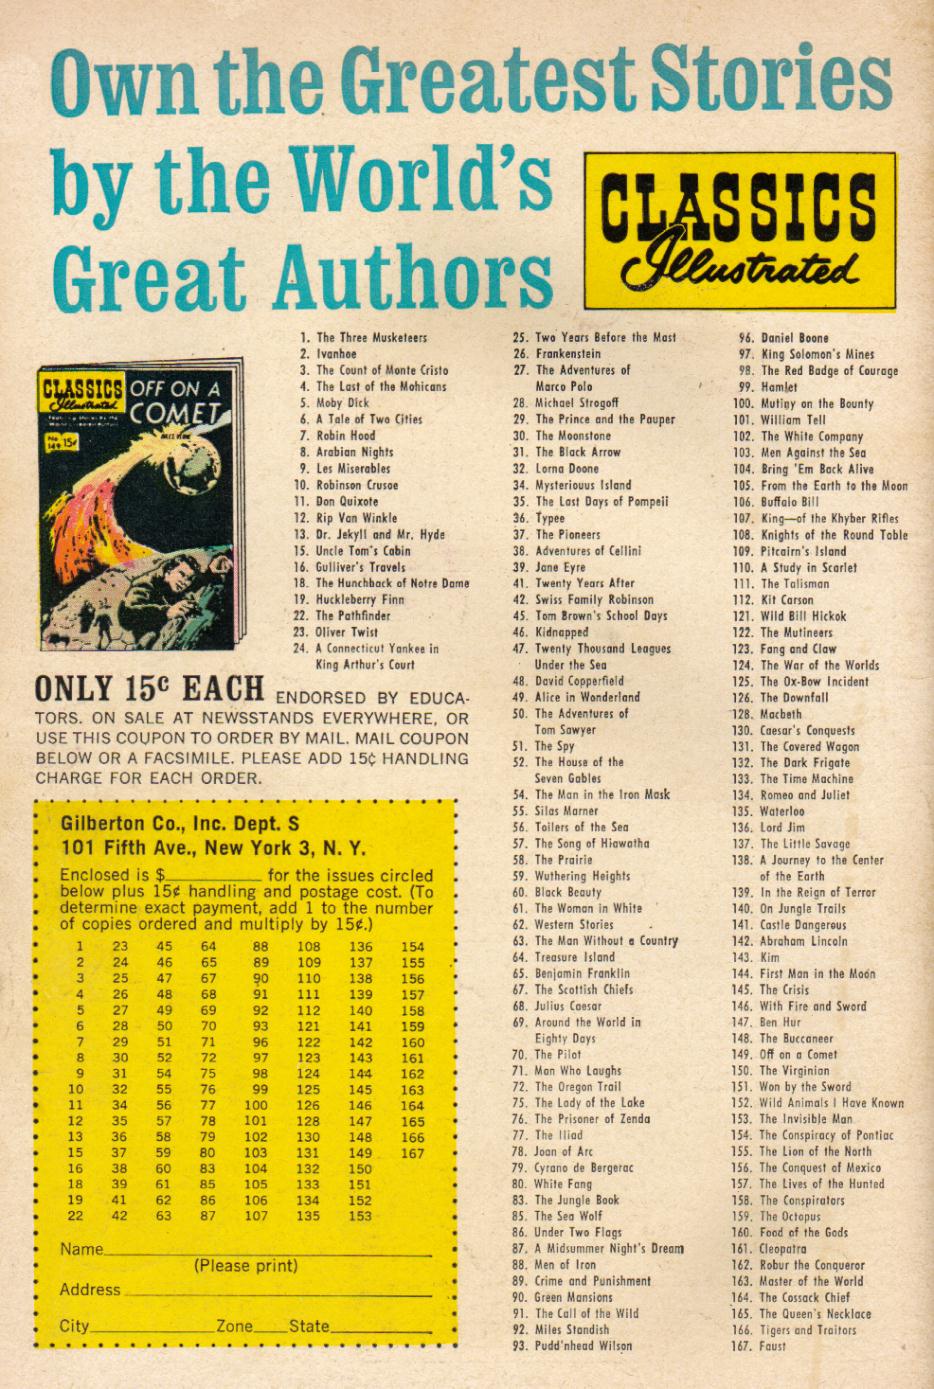 Own the Greatest Stories
by the World's
Great Authors
CLASSICS
Illustrated
CLASSICS
Illustrated
OFF ON A
COMET
JULES VERNE
No.
149
15¢
1. The Three Musketeers
2. Ivanhoe
3. The Count of Monte Cristo
4. The Last of the Mohicans
5. Moby Dick
6. A Tale of Two Cities
7. Robin Hood
8. Arabian Nights
9. Les Miserables
10. Robinson Crusoe
11. Don Quixote
12. Rip Van Winkle
13. Dr. Jekyll and Mr. Hyde
15. Uncle Tom's Cabin
16. Gulliver's Travels
18. The Hunchback of Notre Dame
19. Huckleberry Finn
22. The Pathfinder
23. Oliver Twist
24. A Connecticut Yankee in
King Arthur's Court
ONLY 15¢ EACH ENDORSED BY EDUCA-
TORS. ON SALE AT NEWSSTANDS EVERYWHERE, OR
USE THIS COUPON TO ORDER BY MAIL. MAIL COUPON
BELOW OR A FACSIMILE. PLEASE ADD 15¢ HANDLING
CHARGE FOR EACH ORDER.
Gilberton Co., Inc. Dept. S
101 Fifth Ave., New York 3, N. Y.
Enclosed is $__________ for the issues circled
below plus 15¢ handling and postage cost. (To
determine exact payment, add 1 to the number
of copies ordered and multiply by 15¢.)
1 23 45 64 88 108 136 154
2 24 46 65 89 109 137 155
3 25 47 67 90 110 138 156
4 26 48 68 91 111 139 157
5 27 49 69 92 112 140 158
6 28 50 70 93 121 141 159
7 29 51 71 96 122 142 160
8 30 52 72 97 123 143 161
9 31 54 75 98 124 144 162
10 32 55 76 99 125 145 163
11 34 56 77 100 126 146 164
12 35 57 78 101 128 147 165
13 36 58 79 102 130 148 166
15 37 59 80 103 131 149 167
16 38 60 83 104 132 150
18 39 61 85 105 133 151
19 41 62 86 106 134 152
22 42 63 87 107 135 153
Name
(Please print)
Address
City Zone State
25. Two Years Before the Mast
26. Frankenstein
27. The Adventures of
Marco Polo
28. Michael Strogoff
29. The Prince and the Pauper
30. The Moonstone
31. The Black Arrow
32. Lorna Doone
34. Mysterious Island
35. The Last Days of Pompeii
36. Typee
37. The Pioneers
38. Adventures of Cellini
39. Jane Eyre
41. Twenty Years After
42. Swiss Family Robinson
45. Tom Brown's School Days
46. Kidnapped
47. Twenty Thousand Leagues
Under the Sea
48. David Copperfield
49. Alice in Wonderland
50. The Adventures of
Tom Sawyer
51. The Spy
52. The House of the
Seven Gables
54. The Man in the Iron Mask
55. Silas Marner
56. Toilers of the Sea
57. The Song of Hiawatha
58. The Prairie
59. Wuthering Heights
60. Black Beauty
61. The Woman in White
62. Western Stories
63. The Man Without a Country
64. Treasure Island
65. Benjamin Franklin
67. The Scottish Chiefs
68. Julius Caesar
69. Around the World in
Eighty Days
70. The Pilot
71. Man Who Laughs
72. The Oregon Trail
75. The Lady of the Lake
76. The Prisoner of Zenda
77. The Iliad
78. Joan of Arc
79. Cyrano de Bergerac
80. White Fang
83. The Jungle Book
85. The Sea Wolf
86. Under Two Flags
87. A Midsummer Night's Dream
88. Men of Iron
89. Crime and Punishment
90. Green Mansions
91. The Call of the Wild
92. Miles Standish
93. Pudd'nhead Wilson
96. Daniel Boone
97. King Solomon's Mines
98. The Red Badge of Courage
99. Hamlet
100. Mutiny on the Bounty
101. William Tell
102. The White Company
103. Men Against the Sea
104. Bring 'Em Back Alive
105. From the Earth to the Moon
106. Buffalo Bill
107. King—of the Khyber Rifles
108. Knights of the Round Table
109. Pitcairn's Island
110. A Study in Scarlet
111. The Talisman
112. Kit Carson
121. Wild Bill Hickok
122. The Mutineers
123. Fang and Claw
124. The War of the Worlds
125. The Ox-Bow Incident
126. The Downfall
128. Macbeth
130. Caesar's Conquests
131. The Covered Wagon
132. The Dark Frigate
133. The Time Machine
134. Romeo and Juliet
135. Waterloo
136. Lord Jim
137. The Little Savage
138. A Journey to the Center
of the Earth
139. In the Reign of Terror
140. On Jungle Trails
141. Castle Dangerous
142. Abraham Lincoln
143. Kim
144. First Man in the Moon
145. The Crisis
146. With Fire and Sword
147. Ben Hur
148. The Buccaneer
149. Off on a Comet
150. The Virginian
151. Won by the Sword
152. Wild Animals I Have Known
153. The Invisible Man
154. The Conspiracy of Pontiac
155. The Lion of the North
156. The Conquest of Mexico
157. The Lives of the Hunted
158. The Conspirators
159. The Octopus
160. Food of the Gods
161. Cleopatra
162. Robur the Conqueror
163. Master of the World
164. The Cossack Chief
165. The Queen's Necklace
166. Tigers and Traitors
167. Faust